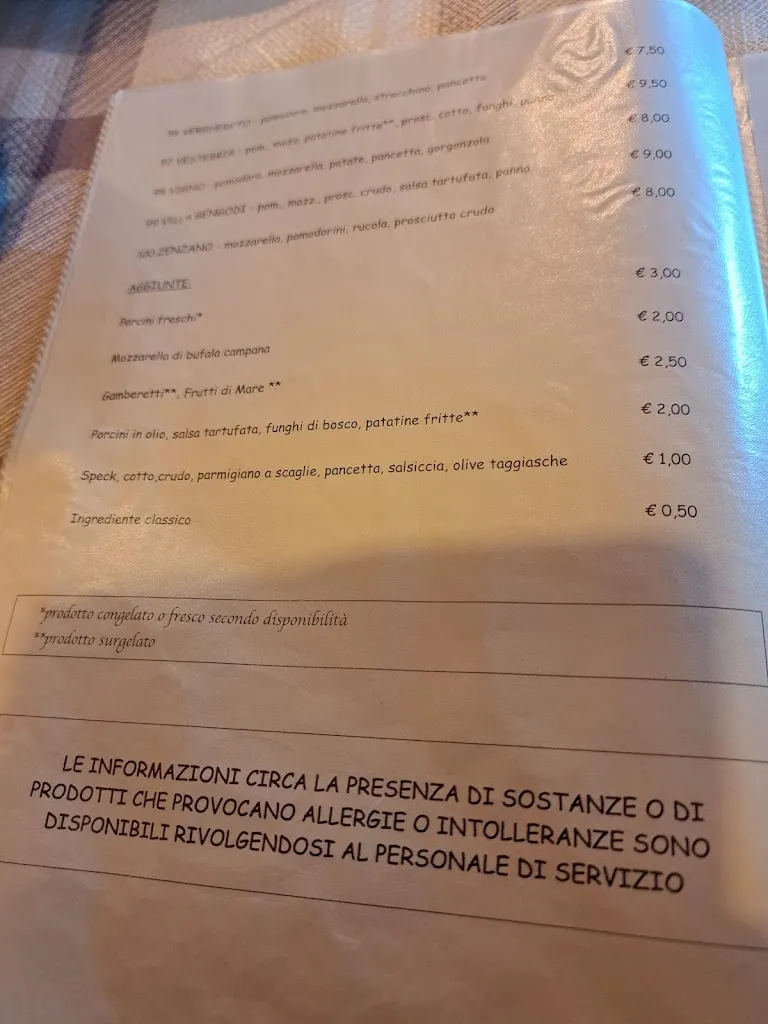 96 VERGHERETO - pomodoro, mozzarella, stracchino, pancetta € 7,50
97 - pom., mozz, patatine fritte**, prosc. cotto, funghi, panna € 9,50
98 - pomodoro, mozzarella, patate, pancetta, gorgonzola € 8,00
99 VILLA BENGODI - pom., mozz., prosc. crudo, salsa tartufata, panna € 9,00
100 ZENZANO - mozzarella, pomodorini, rucola, prosciutto crudo € 8,00
AGGIUNTE
Porcini freschi* € 3,00
Mozzarella di bufala campana € 2,00
Gamberetti**, Frutti di Mare ** € 2,50
Porcini in olio, salsa tartufata, funghi di bosco, patatine fritte** € 2,00
Speck, cotto,crudo, parmigiano a scaglie, pancetta, salsiccia, olive taggiasche € 1,00
Ingrediente classico € 0,50
*prodotto congelato o fresco secondo disponibilità
**prodotto surgelato
LE INFORMAZIONI CIRCA LA PRESENZA DI SOSTANZE O DI
PRODOTTI CHE PROVOCANO ALLERGIE O INTOLLERANZE SONO
DISPONIBILI RIVOLGENDOSI AL PERSONALE DI SERVIZIO